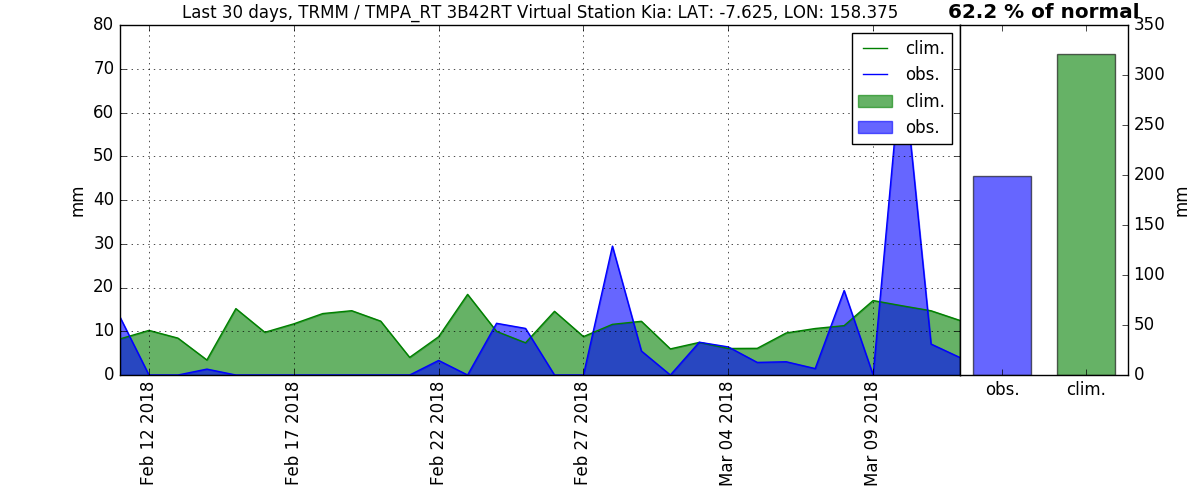 Last 30 days, TRMM / TMPA_RT 3B42RT Virtual Station Kia: LAT: -7.625, LON: 158.375
62.2 % of normal
clim.
obs.
clim.
obs.
80
70
60
50
40
30
20
10
0
mm
Feb 12 2018
Feb 17 2018
Feb 22 2018
Feb 27 2018
Mar 04 2018
Mar 09 2018
350
300
250
200
150
100
50
0
mm
obs.
clim.